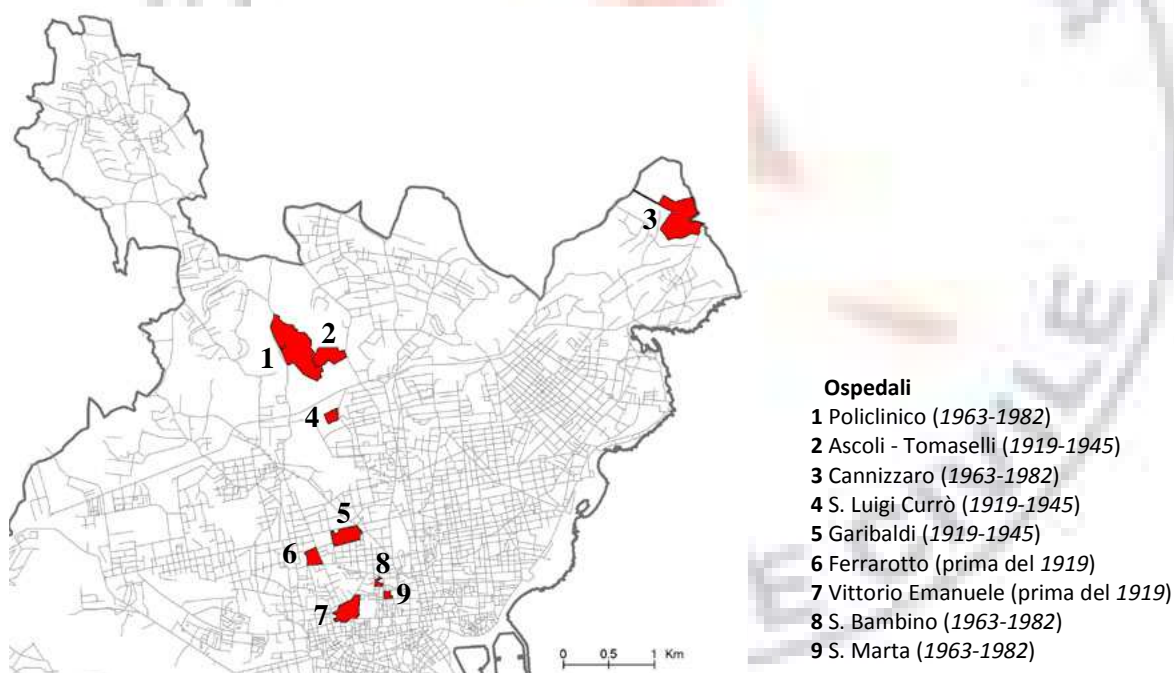 3
2
1
4
5
6
8
9
7
0 0.5 1 Km
Ospedali
1 Policlinico (1963-1982)
2 Ascoli - Tomaselli (1919-1945)
3 Cannizzaro (1963-1982)
4 S. Luigi Currò (1919-1945)
5 Garibaldi (1919-1945)
6 Ferrarotto (prima del 1919)
7 Vittorio Emanuele (prima del 1919)
8 S. Bambino (1963-1982)
9 S. Marta (1963-1982)
E CIVILE